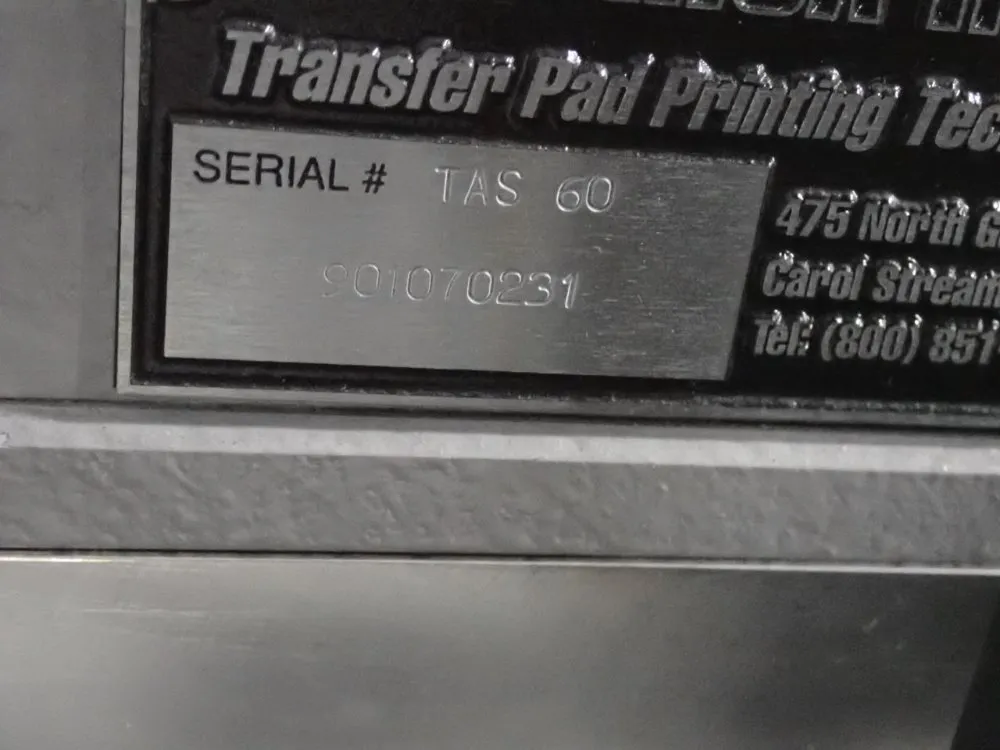 Transfer Pad Printing Tec
SERIAL # TAS 60
901070231
475 North G
Carol Stream
Tel: (800) 851-